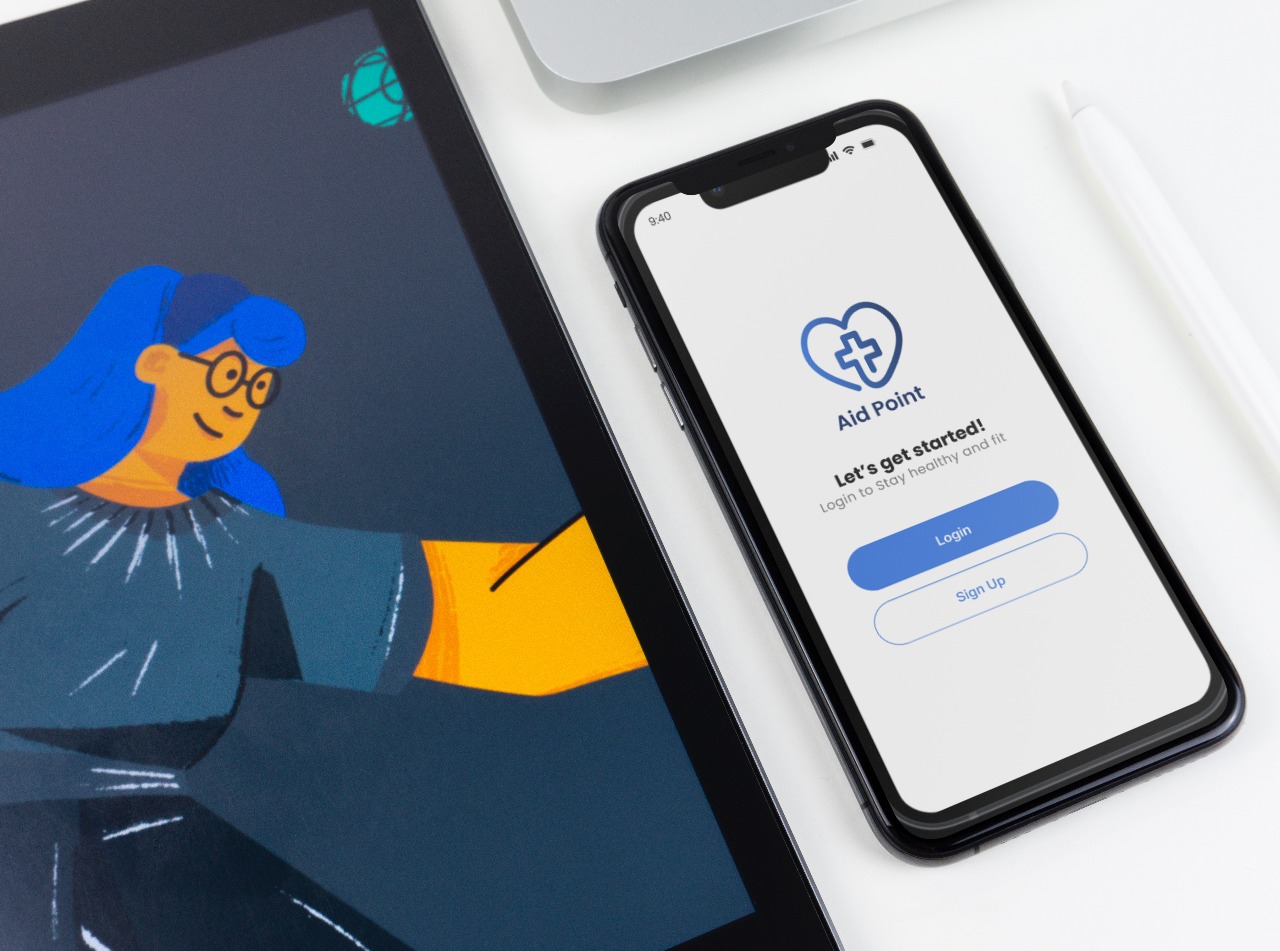 9:40
Aid Point
Let's get started!
Login to Stay healthy and fit
Login
Sign Up